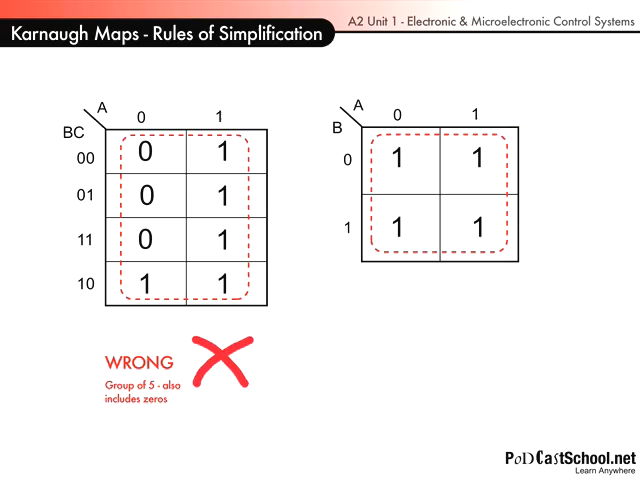 A2 Unit 1 - Electronic & Microelectronic Control Systems
Karnaugh Maps - Rules of Simplification
A
0 1
BC
00 0 1
01 0 1
11 0 1
10 1 1
A
0 1
B
0 1 1
1 1 1
WRONG
Group of 5 - also
includes zeros
PoDCastSchool.net
Learn Anywhere